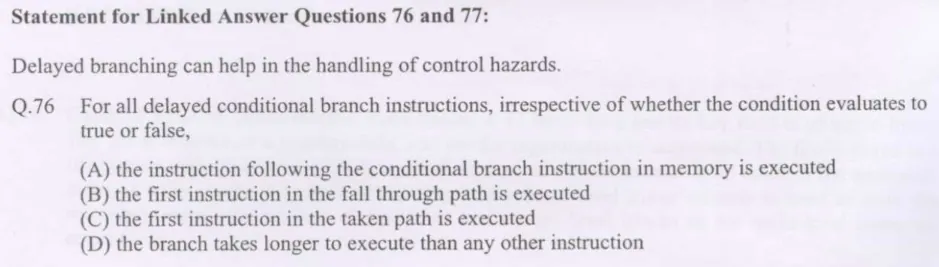 Statement for Linked Answer Questions 76 and 77:
Delayed branching can help in the handling of control hazards.
Q.76 For all delayed conditional branch instructions, irrespective of whether the condition evaluates to
true or false,
(A) the instruction following the conditional branch instruction in memory is executed
(B) the first instruction in the fall through path is executed
(C) the first instruction in the taken path is executed
(D) the branch takes longer to execute than any other instruction